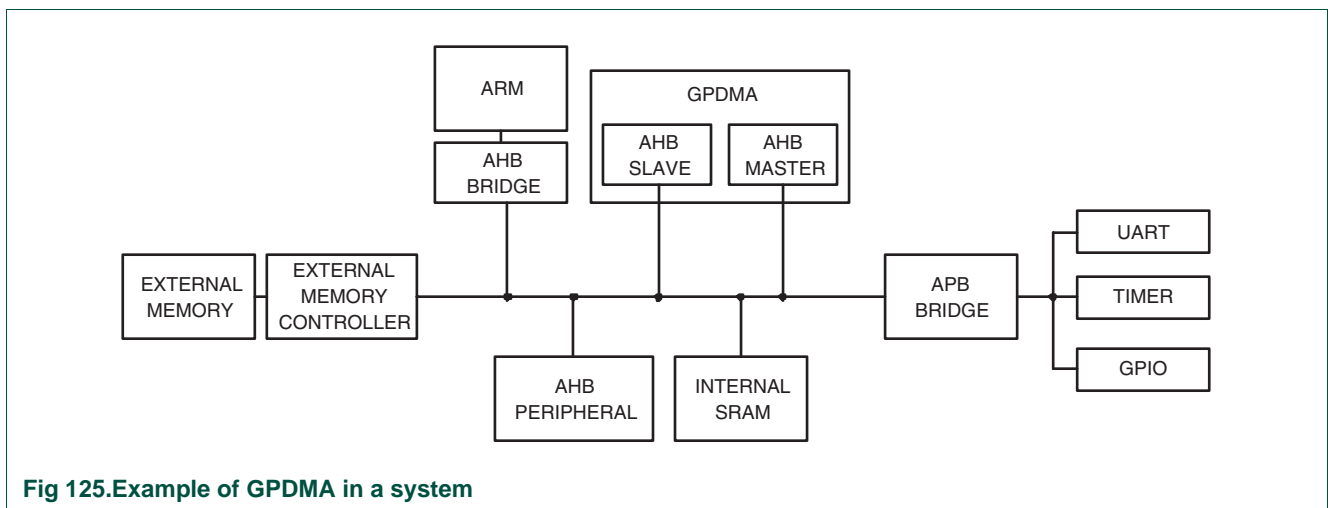 ARM
AHB
BRIDGE
GPDMA
AHB
SLAVE
AHB
MASTER
EXTERNAL
MEMORY
EXTERNAL
MEMORY
CONTROLLER
APB
BRIDGE
UART
TIMER
GPIO
AHB
PERIPHERAL
INTERNAL
SRAM
Fig 125.Example of GPDMA in a system